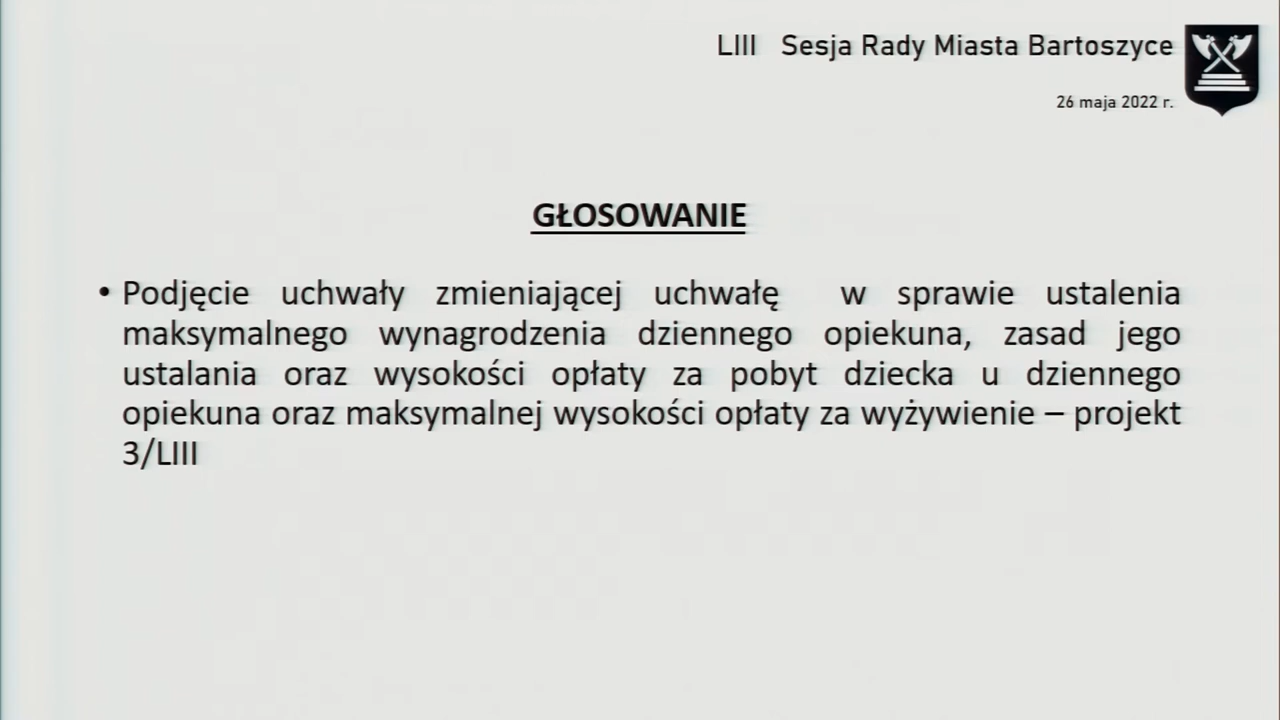 LIII Sesja Rady Miasta Bartoszyce
26 maja 2022 r.
GŁOSOWANIE
• Podjęcie uchwały zmieniającej uchwałę w sprawie ustalenia
maksymalnego wynagrodzenia dziennego opiekuna, zasad jego
ustalania oraz wysokości opłaty za pobyt dziecka u dziennego
opiekuna oraz maksymalnej wysokości opłaty za wyżywienie – projekt
3/LIII